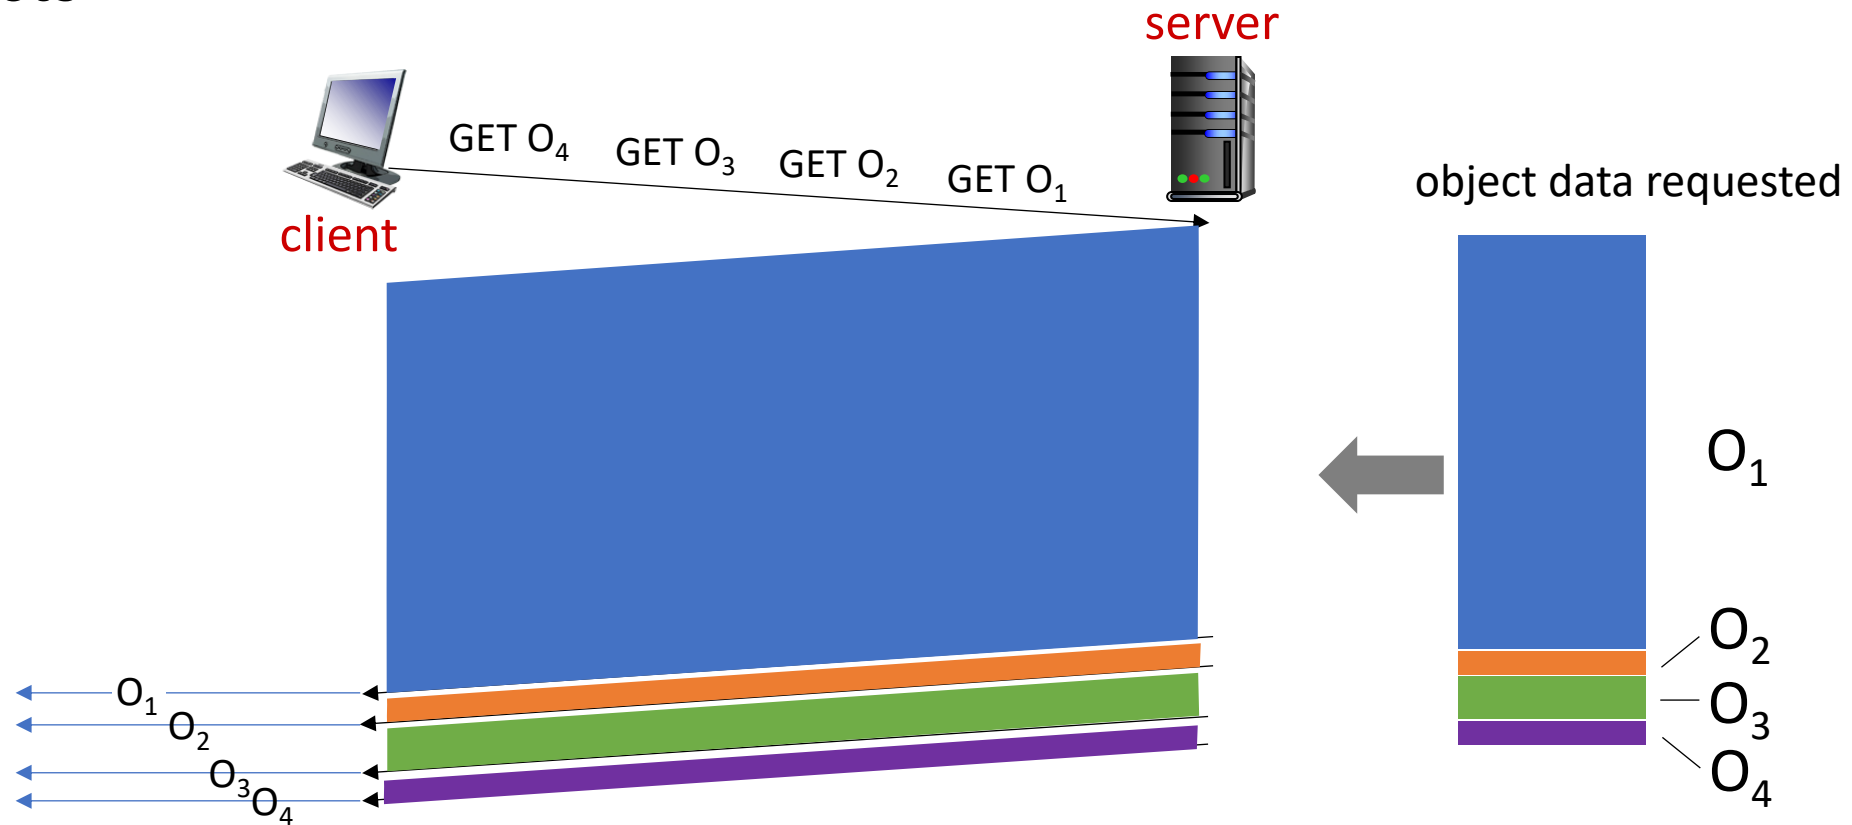 server
GET O₄ GET O₃ GET O₂ GET O₁
object data requested
client
O₁
O₂
O₃
O₄
O₁
O₂
O₃
O₄